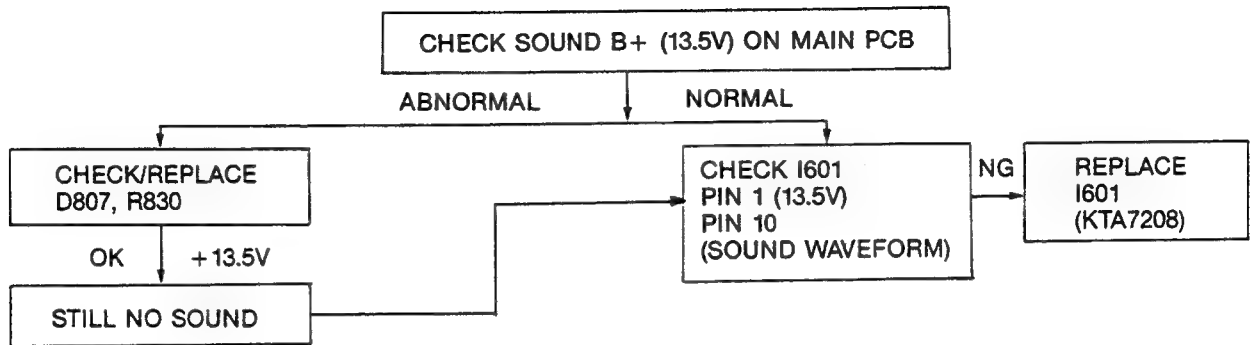 CHECK SOUND B+ (13.5V) ON MAIN PCB
ABNORMAL
NORMAL
CHECK/REPLACE
D807, R830
CHECK I601
PIN 1 (13.5V)
PIN 10
(SOUND WAVEFORM)
NG
REPLACE
I601
(KTA7208)
OK
+13.5V
STILL NO SOUND